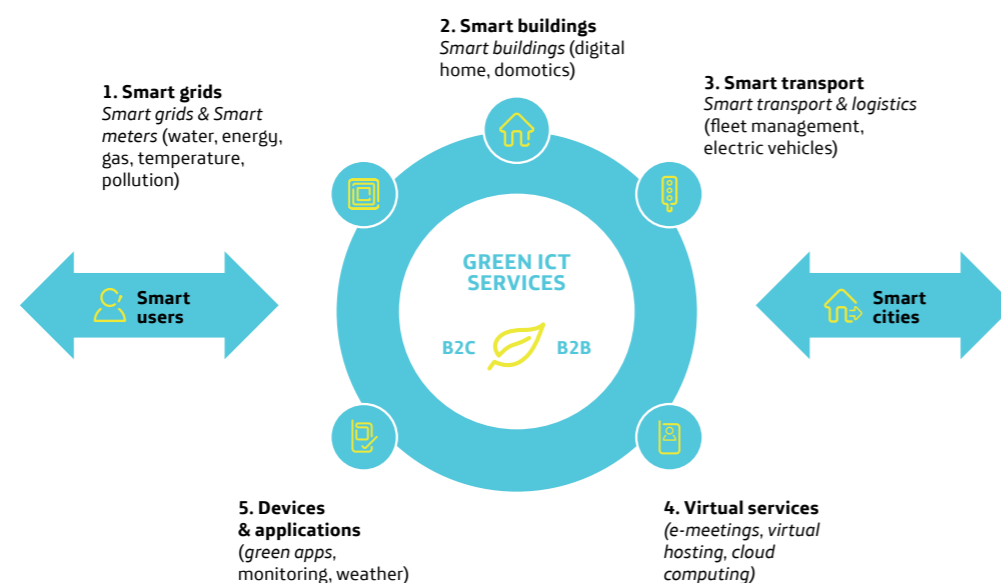 1. Smart grids
Smart grids & Smart
meters (water, energy,
gas, temperature,
pollution)
2. Smart buildings
Smart buildings (digital
home, domotics)
3. Smart transport
Smart transport & logistics
(fleet management,
electric vehicles)
Smart
users
GREEN ICT
SERVICES
B2C
B2B
Smart
cities
5. Devices
& applications
(green apps,
monitoring, weather)
4. Virtual services
(e-meetings, virtual
hosting, cloud
computing)